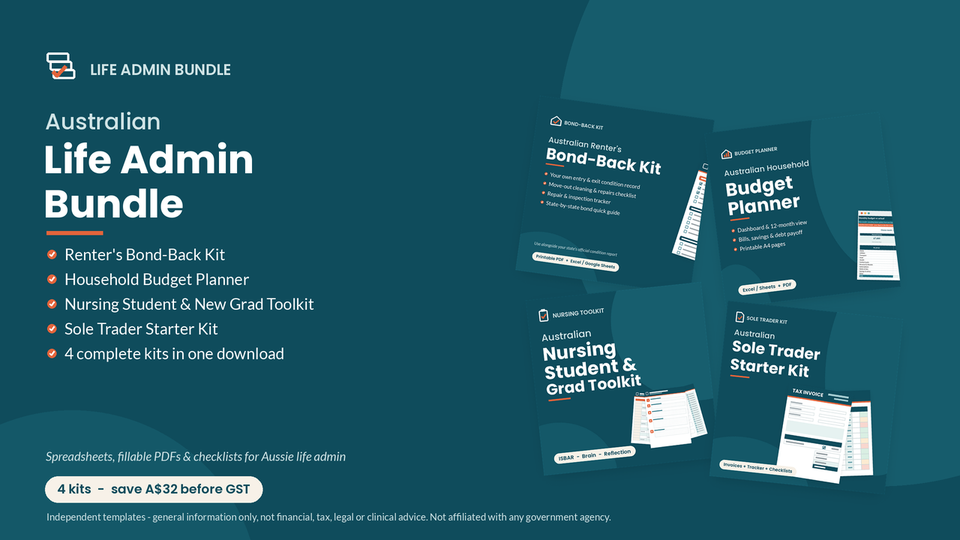 LIFE ADMIN BUNDLE
Australian
Life Admin
Bundle
Renter's Bond-Back Kit
Household Budget Planner
Nursing Student & New Grad Toolkit
Sole Trader Starter Kit
4 complete kits in one download
Spreadsheets, fillable PDFs & checklists for Aussie life admin
4 kits - save A$32 before GST
Independent templates - general information only, not financial, tax, legal or clinical advice. Not affiliated with any government agency.
BOND-BACK KIT
Australian Renter's
Bond-Back Kit
Your own entry & exit condition record
Move-out cleaning & repairs checklist
Repair & inspection tracker
State-by-state bond quick guide
Use alongside your state's official condition report
Printable PDF + Excel / Google Sheets
BUDGET PLANNER
Australian Household
Budget
Planner
Dashboard & 12-month view
Bills, savings & debt payoff
Printable A4 pages
Excel / Sheets + PDF
NURSING TOOLKIT
Australian
Nursing
Student &
Grad Toolkit
ISBAR - Brain - Reflection
SOLE TRADER KIT
Australian
Sole Trader
Starter Kit
TAX INVOICE
Invoices + Tracker + Checklists